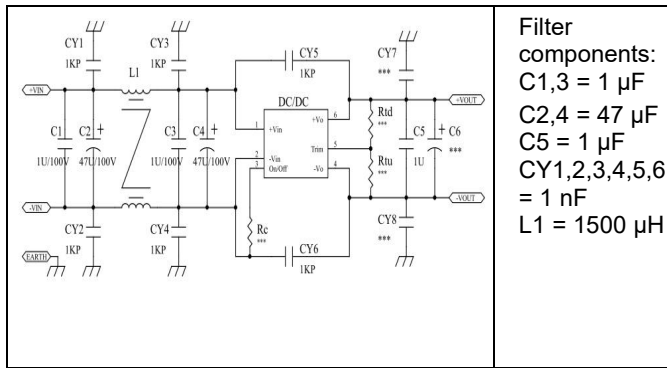 CY1
1KP
CY3
1KP
L1
CY5
1KP
CY7
***
+VIN
+VOUT
DC/DC
+Vin
+Vo
-Vin
On/Off
Trim
-Vo
1
2
3
6
5
4
Rtd
***
Rtu
***
C1
1U/100V
C2
+
47U/100V
C3
1U/100V
C4
+
47U/100V
C5
1U
+ C6
***
-VIN
-VOUT
CY2
1KP
CY4
1KP
Rc
***
CY6
1KP
CY8
***
EARTH
Filter
components:
C1,3 = 1 µF
C2,4 = 47 µF
C5 = 1 µF
CY1,2,3,4,5,6
= 1 nF
L1 = 1500 µH